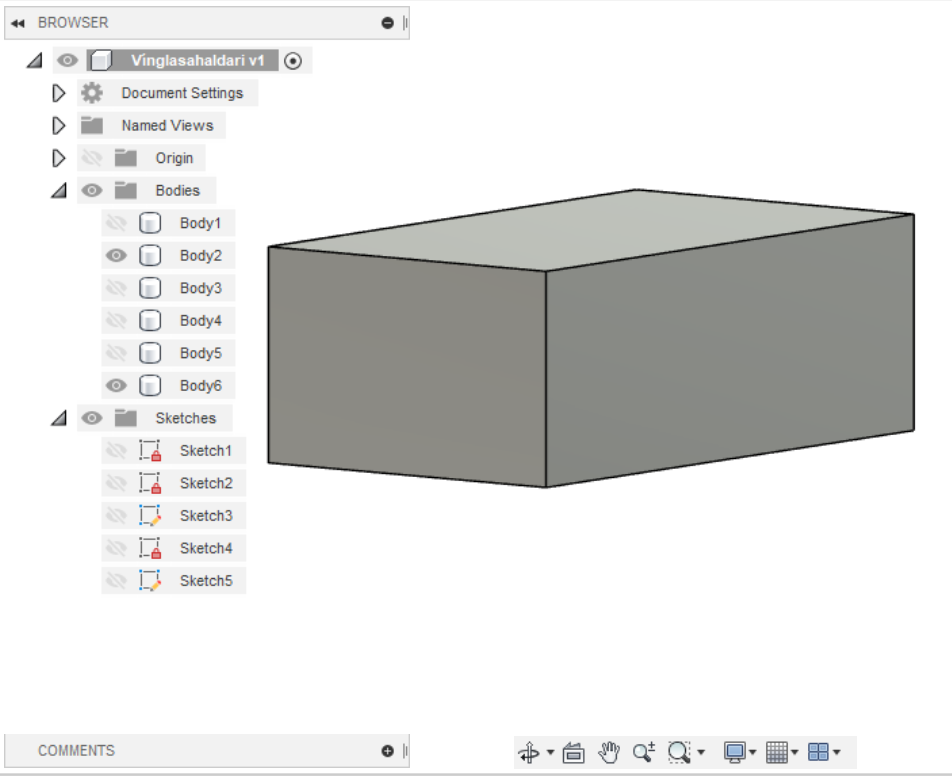 BROWSER
Vínglasahaldari v1
Document Settings
Named Views
Origin
Bodies
Body1
Body2
Body3
Body4
Body5
Body6
Sketches
Sketch1
Sketch2
Sketch3
Sketch4
Sketch5
COMMENTS